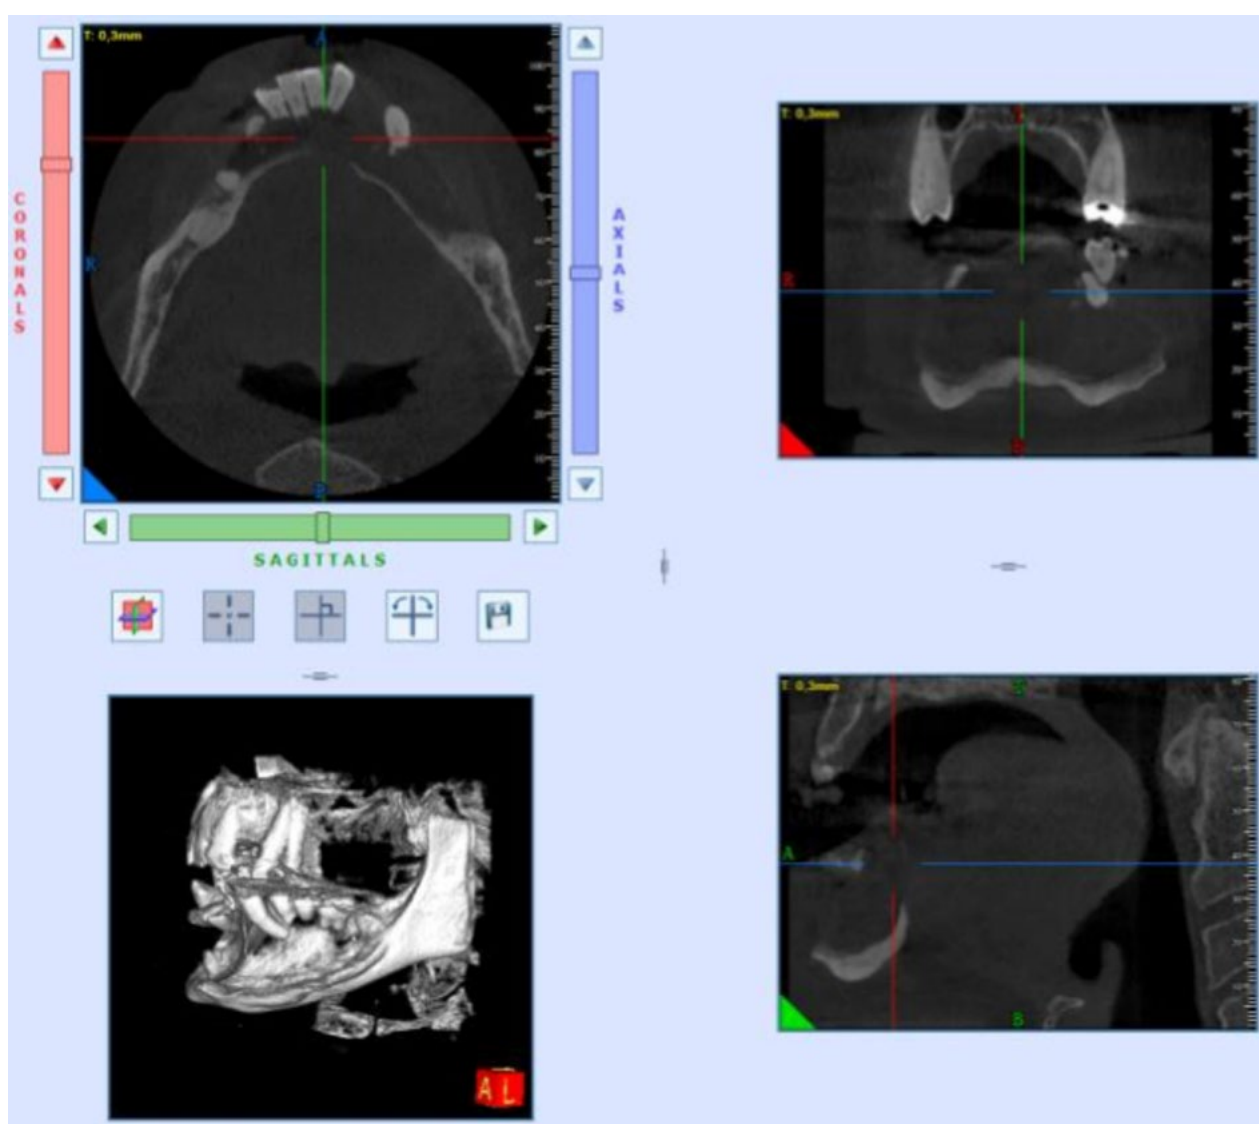 T: 0,3mm
A
R
CORONALS
AXIALS
SAGITTALS
T: 0,3mm
R
T: 0,3mm
A
B
A L